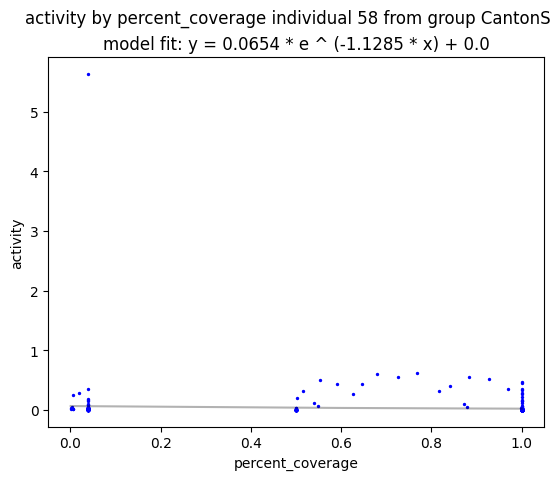 activity by percent_coverage individual 58 from group CantonS
model fit: y = 0.0654 * e ^ (-1.1285 * x) + 0.0
5
4
3
2
1
0
activity
0.0 0.2 0.4 0.6 0.8 1.0
percent_coverage